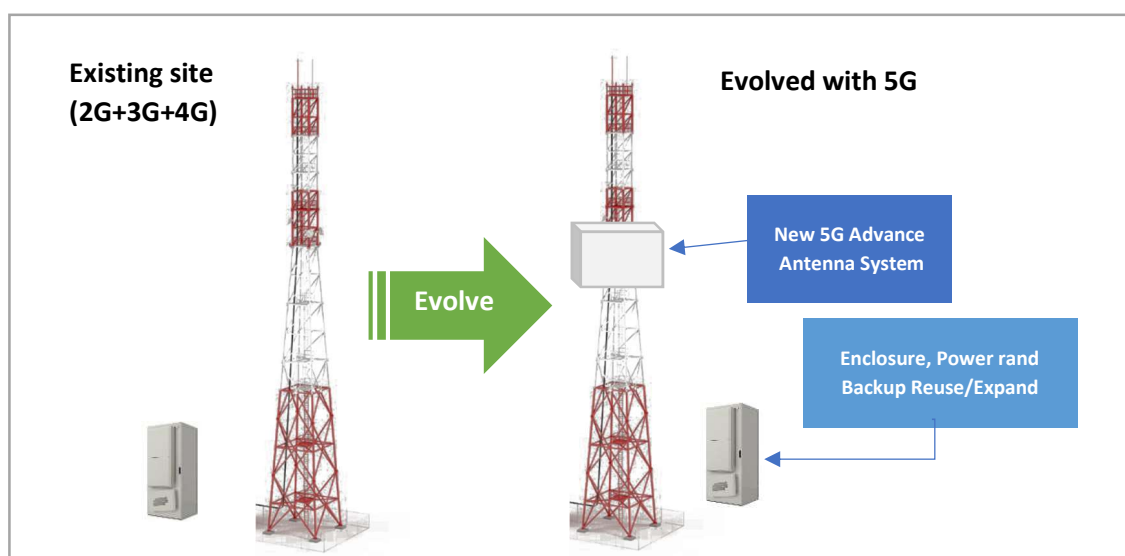 Existing site
(2G+3G+4G)
Evolved with 5G
Evolve
New 5G Advance
Antenna System
Enclosure, Power rand
Backup Reuse/Expand